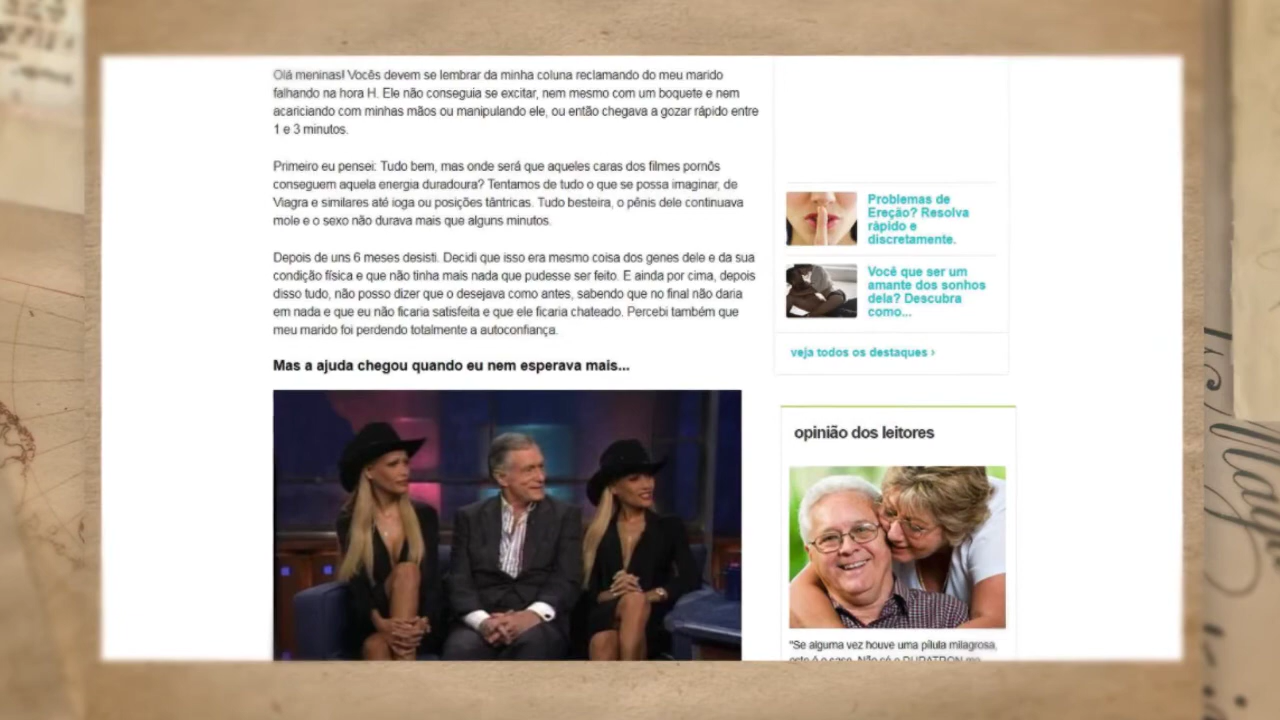 Olá meninas! Vocês devem se lembrar da minha coluna reclamando do meu marido
falhando na hora H. Ele não conseguia se excitar, nem mesmo com um boquete e nem
acariciando com minhas mãos ou manipulando ele, ou então chegava a gozar rápido entre
1 e 3 minutos.
Primeiro eu pensei: Tudo bem, mas onde será que aqueles caras dos filmes pornôs
conseguem aquela energia duradoura? Tentamos de tudo o que se possa imaginar, de
Viagra e similares até ioga ou posições tântricas. Tudo besteira, o pênis dele continuava
mole e o sexo não durava mais que alguns minutos.
Depois de uns 6 meses desisti. Decidi que isso era mesmo coisa dos genes dele e da sua
condição física e que não tinha mais nada que pudesse ser feito. E ainda por cima, depois
disso tudo, não posso dizer que o desejava como antes, sabendo que no final não daria
em nada e que eu não ficaria satisfeita e que ele ficaria chateado. Percebi também que
meu marido foi perdendo totalmente a autoconfiança.
Mas a ajuda chegou quando eu nem esperava mais...
Problemas de
Ereção? Resolva
rápido e
discretamente.
Você que ser um
amante dos sonhos
dela? Descubra
como...
veja todos os destaques ›
opinião dos leitores
"Se alguma vez houve uma pílula milagrosa,
este é o caso. Não só o DURATRON me